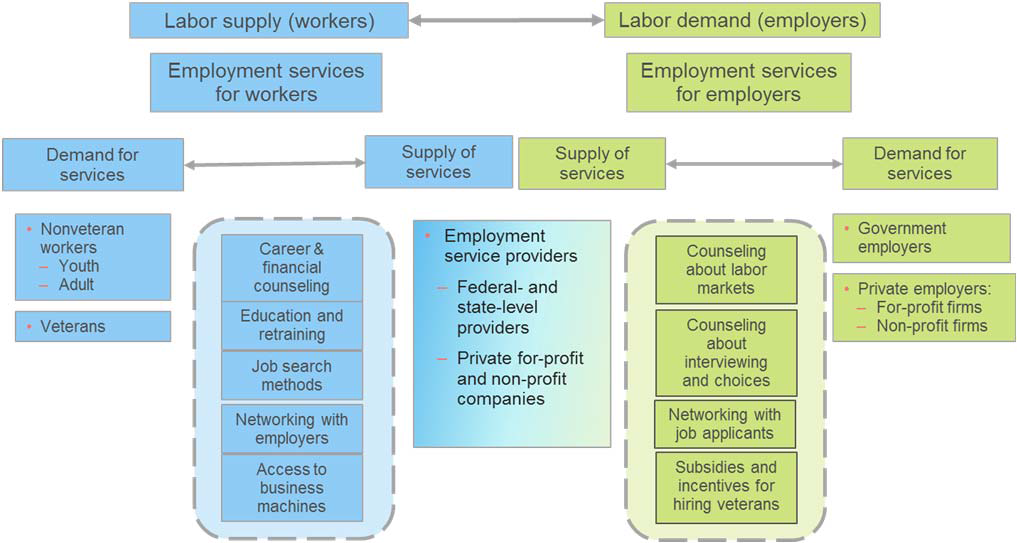 Labor supply (workers)
Labor demand (employers)
Employment services
for workers
Employment services
for employers
Demand for
services
Supply of
services
Supply of
services
Demand for
services
• Nonveteran
workers
– Youth
– Adult
• Veterans
Career &
financial
counseling
Education and
retraining
Job search
methods
Networking with
employers
Access to
business
machines
• Employment
service providers
– Federal- and
state-level
providers
– Private for-profit
and non-profit
companies
Counseling
about labor
markets
Counseling
about
interviewing
and choices
Networking with
job applicants
Subsidies and
incentives for
hiring veterans
• Government
employers
• Private employers:
– For-profit firms
– Non-profit firms